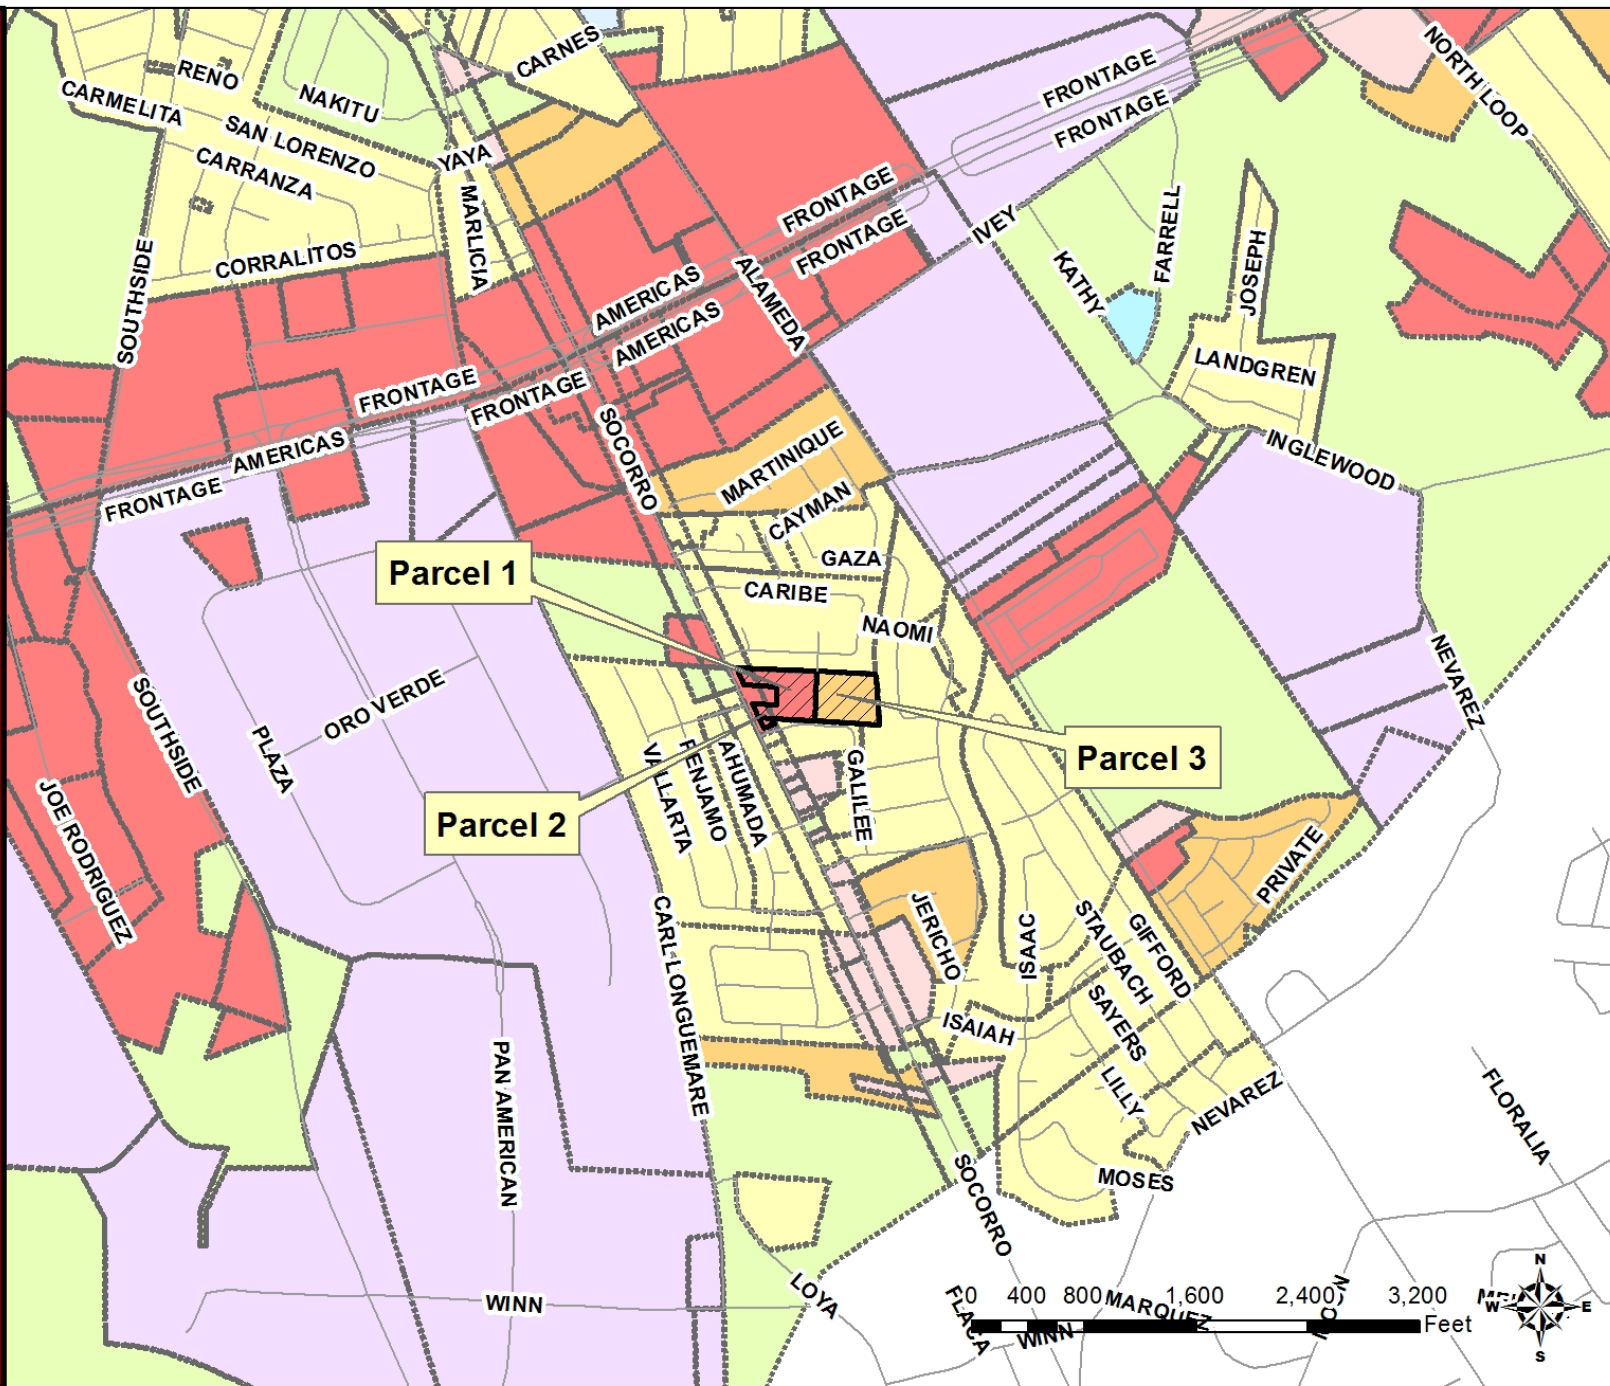 CARNES
NORTH LOOP
RENO
CARMELITA
NAKITU
FRONTAGE
FRONTAGE
SAN LORENZO
CARRANZA
YAYA
MARLICIA
FRONTAGE
FRONTAGE
IVEY
FARRELL
KATHY
JOSEPH
CORRALITOS
SOUTHSIDE
AMERICAS
AMERICAS
ALAMEDA
LANDGREN
FRONTAGE
FRONTAGE
AMERICAS
FRONTAGE
SOCORRO
MARTINIQUE
INGLEWOOD
CAYMAN
GAZA
Parcel 1
CARIBE
NAOMI
NEVAREZ
ORO VERDE
SOUTHSIDE
PLAZA
Parcel 3
JOE RODRIGUEZ
VALLARTA
PENJAMO
AHUMADA
GALILEE
Parcel 2
PRIVATE
CARL LONGUEMARE
JERICHO
ISAAC
STAUBACH
GIFFORD
SAYERS
ISAIAH
PAN AMERICAN
LILLY
NEVAREZ
FLORALIA
MOSES
SOCORRO
WINN
LOYA
FLACA
WINN
MARQUEZ
0 400 800 1,600 2,400 3,200
Feet
N
W
E
S